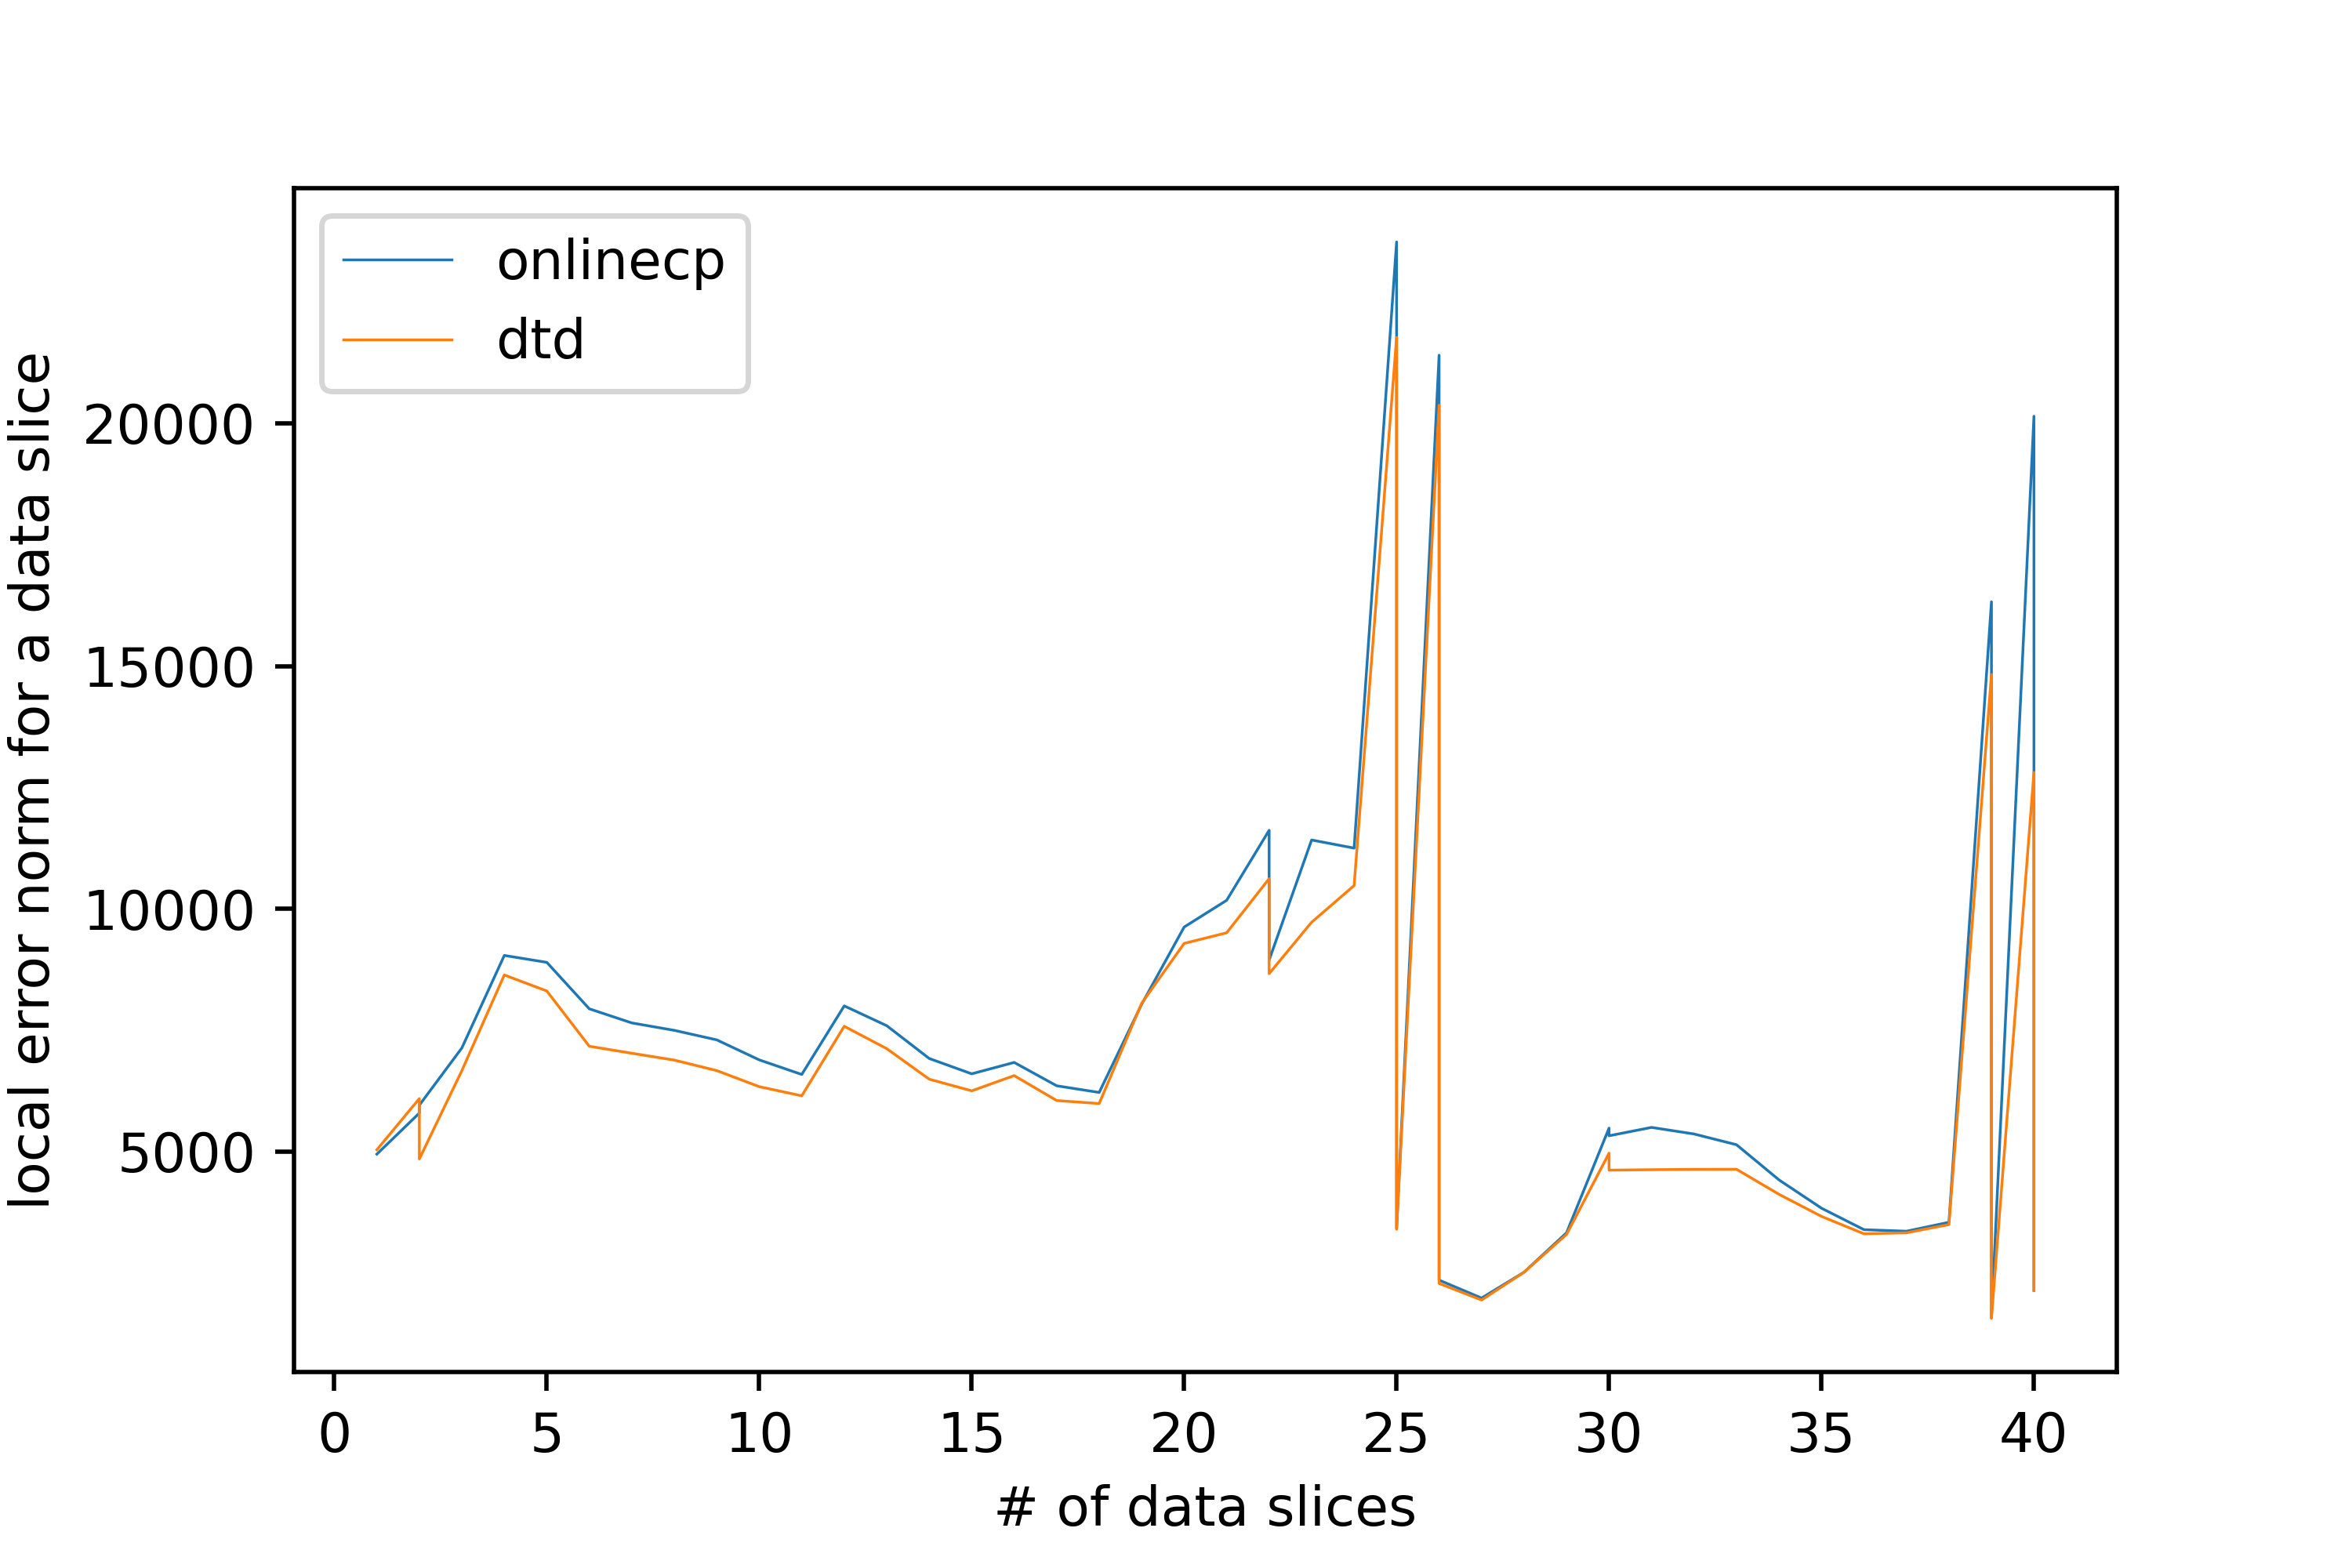 onlinecp
dtd
local error norm for a data slice
20000
15000
10000
5000
0 5 10 15 20 25 30 35 40
# of data slices